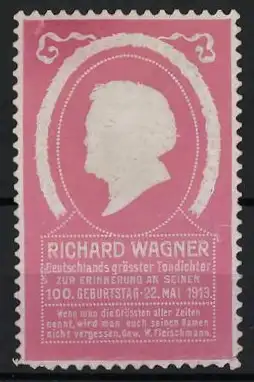 RICHARD WAGNER
Deutschlands grösster Tondichter
ZUR ERINNERUNG AN SEINEN
100. GEBURTSTAG · 22. MAI 1913.
Wenn man die Grössten aller Zeiten
nennt, wird man auch seinen Namen
nicht vergessen. Gew. W. Fleischmann.